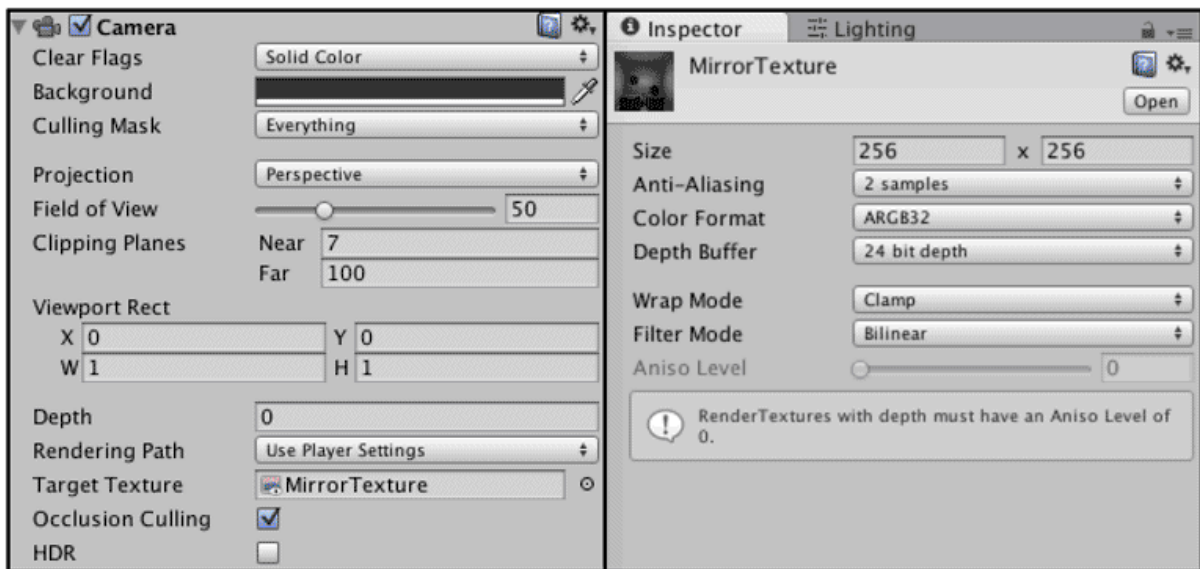 Camera
Clear Flags Solid Color
Background
Culling Mask Everything
Projection Perspective
Field of View 50
Clipping Planes Near 7
Far 100
Viewport Rect
X 0 Y 0
W 1 H 1
Depth 0
Rendering Path Use Player Settings
Target Texture MirrorTexture
Occlusion Culling
HDR
Inspector Lighting
MirrorTexture
Open
Size 256 x 256
Anti-Aliasing 2 samples
Color Format ARGB32
Depth Buffer 24 bit depth
Wrap Mode Clamp
Filter Mode Bilinear
Aniso Level 0
RenderTextures with depth must have an Aniso Level of
0.